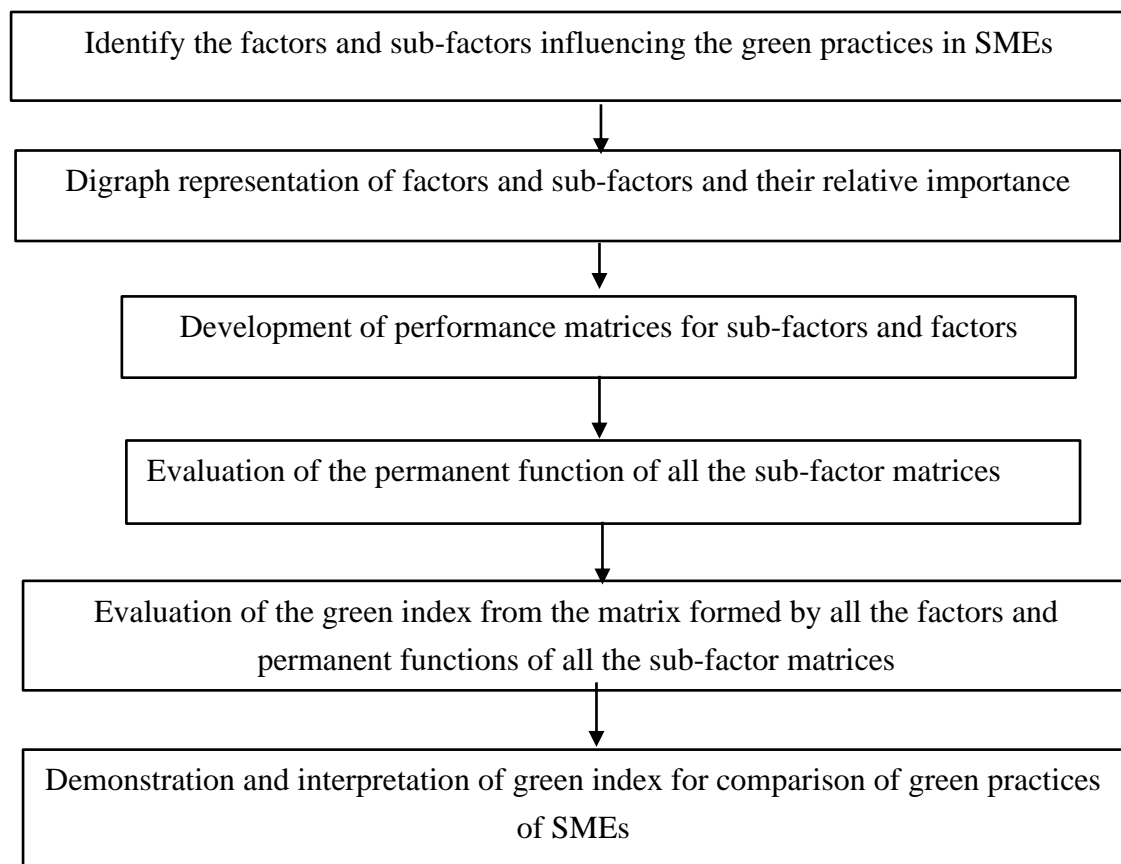 Identify the factors and sub-factors influencing the green practices in SMEs
Digraph representation of factors and sub-factors and their relative importance
Development of performance matrices for sub-factors and factors
Evaluation of the permanent function of all the sub-factor matrices
Evaluation of the green index from the matrix formed by all the factors and
permanent functions of all the sub-factor matrices
Demonstration and interpretation of green index for comparison of green practices
of SMEs